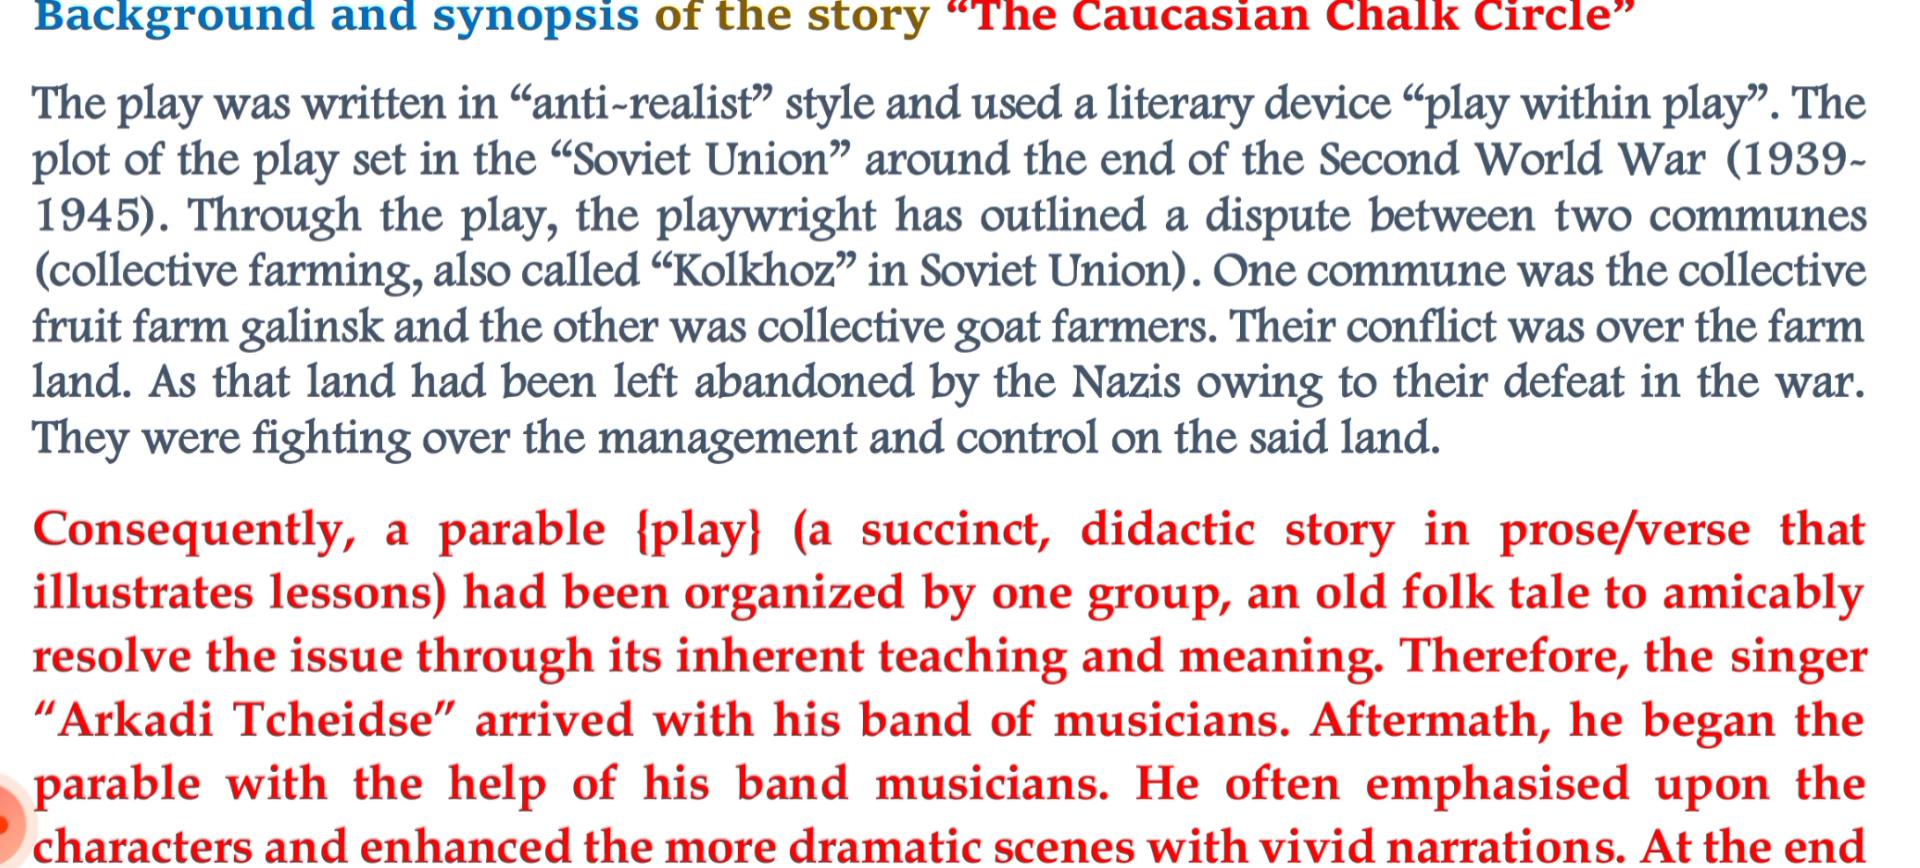 Background and synopsis of the story “The Caucasian Chalk Circle”
The play was written in “anti-realist” style and used a literary device “play within play”. The
plot of the play set in the “Soviet Union” around the end of the Second World War (1939-
1945). Through the play, the playwright has outlined a dispute between two communes
(collective farming, also called “Kolkhoz” in Soviet Union). One commune was the collective
fruit farm galinsk and the other was collective goat farmers. Their conflict was over the farm
land. As that land had been left abandoned by the Nazis owing to their defeat in the war.
They were fighting over the management and control on the said land.
Consequently, a parable {play} (a succinct, didactic story in prose/verse that
illustrates lessons) had been organized by one group, an old folk tale to amicably
resolve the issue through its inherent teaching and meaning. Therefore, the singer
“Arkadi Tcheidse” arrived with his band of musicians. Aftermath, he began the
parable with the help of his band musicians. He often emphasised upon the
characters and enhanced the more dramatic scenes with vivid narrations. At the end